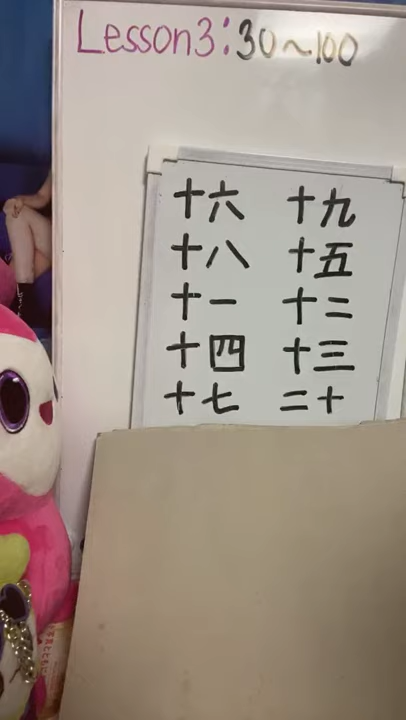 Lesson3:30~100
十六 十九
十八 十五
十一 十二
十四 十三
十七 二十